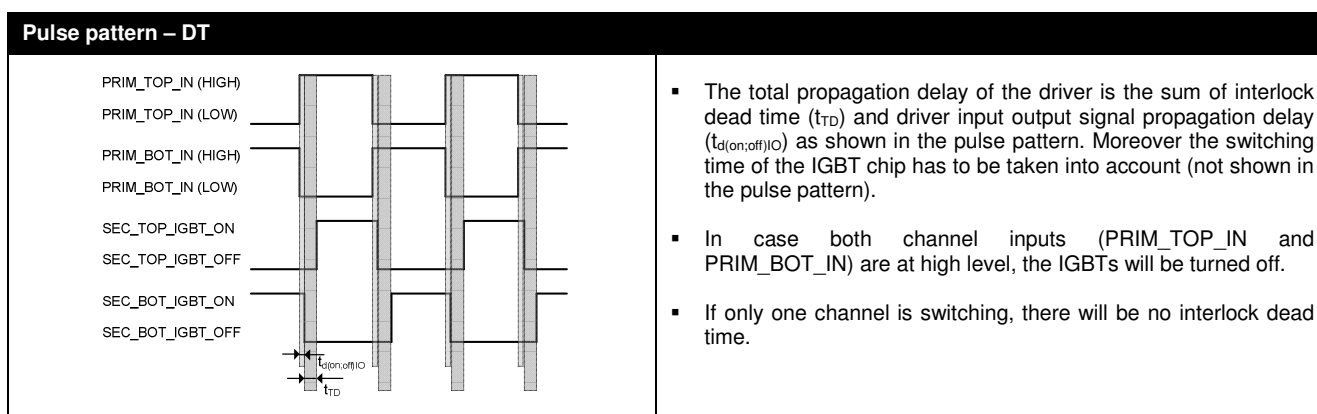 Pulse pattern – DT
PRIM_TOP_IN (HIGH)
PRIM_TOP_IN (LOW)
PRIM_BOT_IN (HIGH)
PRIM_BOT_IN (LOW)
SEC_TOP_IGBT_ON
SEC_TOP_IGBT_OFF
SEC_BOT_IGBT_ON
SEC_BOT_IGBT_OFF
td(on;off)IO
tTD
▪ The total propagation delay of the driver is the sum of interlock
dead time (tTD) and driver input output signal propagation delay
(td(on;off)IO) as shown in the pulse pattern. Moreover the switching
time of the IGBT chip has to be taken into account (not shown in
the pulse pattern).
▪ In case both channel inputs (PRIM_TOP_IN and
PRIM_BOT_IN) are at high level, the IGBTs will be turned off.
▪ If only one channel is switching, there will be no interlock dead
time.